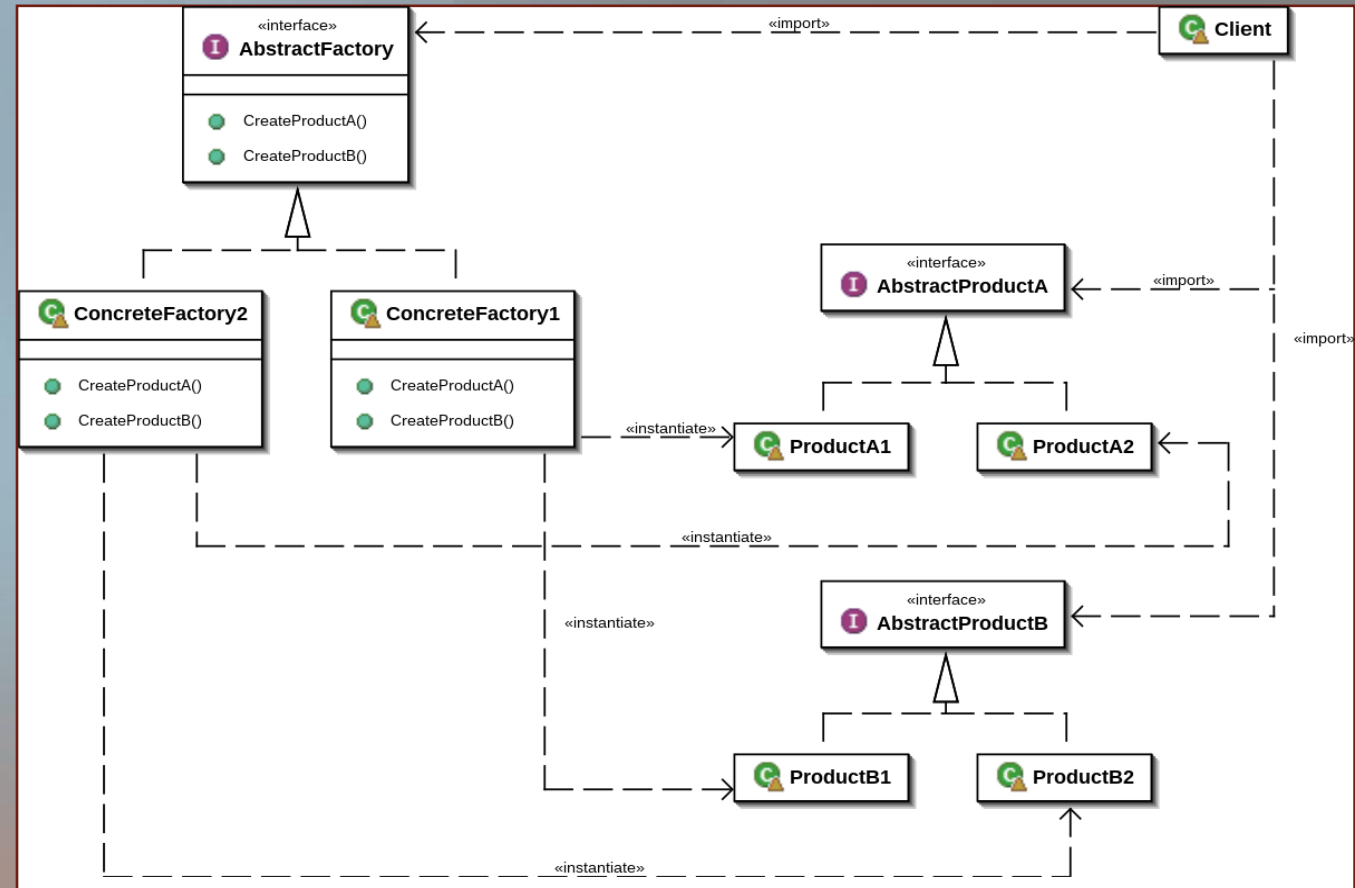 «interface»
I AbstractFactory
CreateProductA()
CreateProductB()
«import»
C Client
C ConcreteFactory2
CreateProductA()
CreateProductB()
C ConcreteFactory1
CreateProductA()
CreateProductB()
«interface»
I AbstractProductA
«import»
«import»
«instantiate»
C ProductA1
C ProductA2
«instantiate»
«interface»
I AbstractProductB
«instantiate»
C ProductB1
C ProductB2
«instantiate»